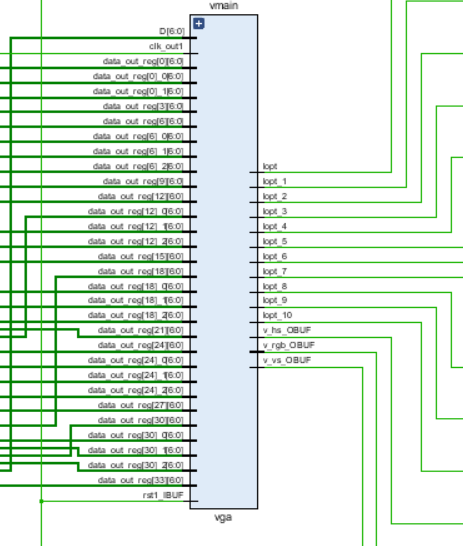 vmain
D[6:0]
clk_out1
data_out_reg[0][6:0]
data_out_reg[0]_0[6:0]
data_out_reg[0]_1[6:0]
data_out_reg[3][6:0]
data_out_reg[6][6:0]
data_out_reg[6]_0[6:0]
data_out_reg[6]_1[6:0]
data_out_reg[6]_2[6:0]
data_out_reg[9][6:0]
data_out_reg[12][6:0]
data_out_reg[12]_0[6:0]
data_out_reg[12]_1[6:0]
data_out_reg[12]_2[6:0]
data_out_reg[15][6:0]
data_out_reg[18][6:0]
data_out_reg[18]_0[6:0]
data_out_reg[18]_1[6:0]
data_out_reg[18]_2[6:0]
data_out_reg[21][6:0]
data_out_reg[24][6:0]
data_out_reg[24]_0[6:0]
data_out_reg[24]_1[6:0]
data_out_reg[24]_2[6:0]
data_out_reg[27][6:0]
data_out_reg[30][6:0]
data_out_reg[30]_0[6:0]
data_out_reg[30]_1[6:0]
data_out_reg[30]_2[6:0]
data_out_reg[33][6:0]
rst1_IBUF
lopt
lopt_1
lopt_2
lopt_3
lopt_4
lopt_5
lopt_6
lopt_7
lopt_8
lopt_9
lopt_10
v_hs_OBUF
v_rgb_OBUF
v_vs_OBUF
vga